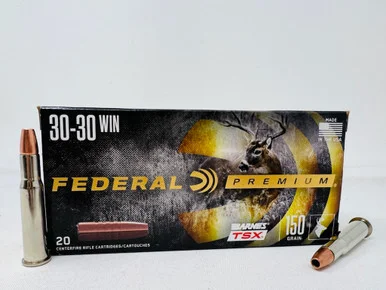 30-30 WIN
MADE
FEDERAL PREMIUM
20
CENTERFIRE RIFLE CARTRIDGES/CARTOUCHES
BARNES
TSX
150
GRAIN